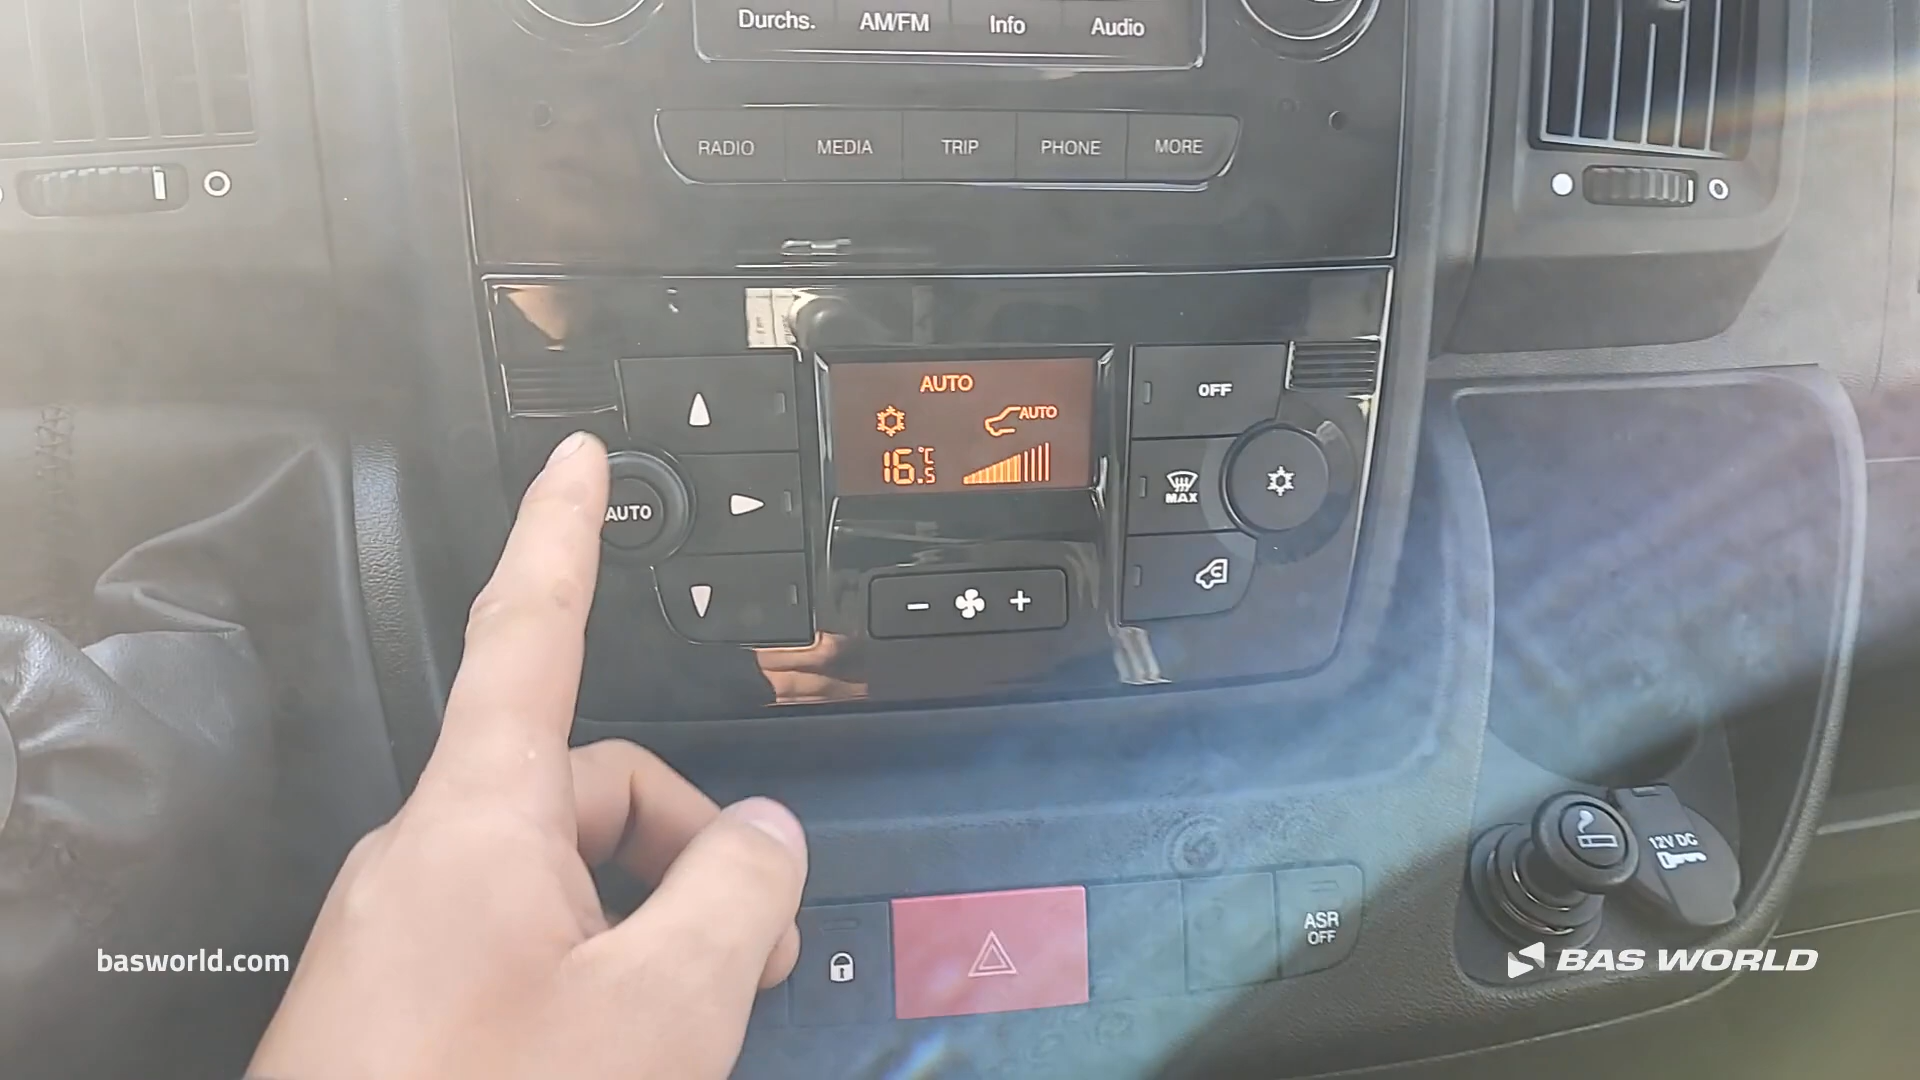 Durchs. AM/FM Info Audio
RADIO MEDIA TRIP PHONE MORE
AUTO
AUTO
16.5 °C
OFF
AUTO
MAX
- +
12V DC
ASR
OFF
basworld.com
BAS WORLD